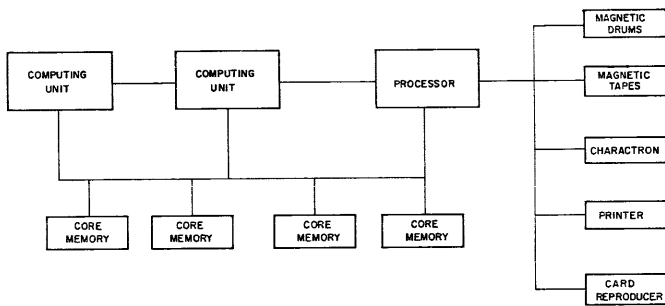 COMPUTING
UNIT
COMPUTING
UNIT
PROCESSOR
MAGNETIC
DRUMS
MAGNETIC
TAPES
CHARACTRON
PRINTER
CARD
REPRODUCER
CORE
MEMORY
CORE
MEMORY
CORE
MEMORY
CORE
MEMORY